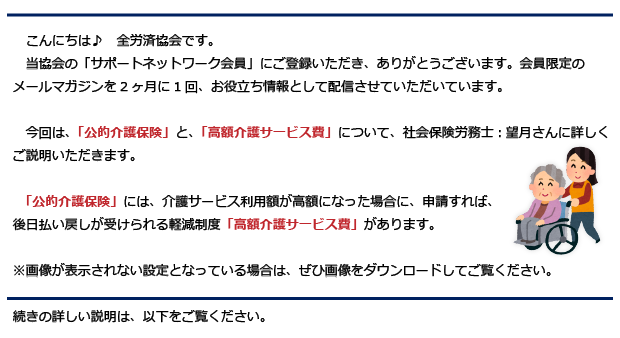 こんにちは♪　全労済協会です。
当協会の「サポートネットワーク会員」にご登録いただき、ありがとうございます。会員限定の
メールマガジンを２ヶ月に１回、お役立ち情報として配信させていただいています。
今回は、「公的介護保険」と、「高額介護サービス費」について、社会保険労務士：望月さんに詳しく
ご説明いただきます。
「公的介護保険」には、介護サービス利用額が高額になった場合に、申請すれば、
後日払い戻しが受けられる軽減制度「高額介護サービス費」があります。
※画像が表示されない設定となっている場合は、ぜひ画像をダウンロードしてご覧ください。
続きの詳しい説明は、以下をご覧ください。